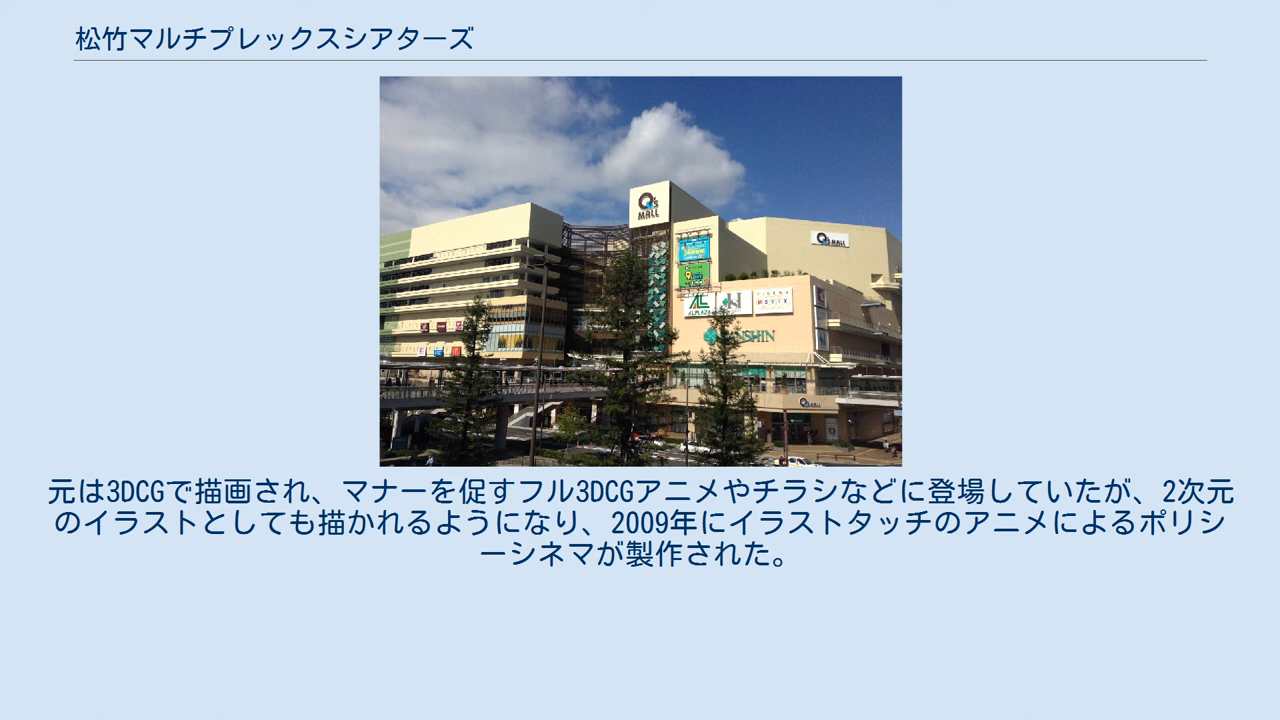 松竹マルチプレックスシアターズ
Q's
MALL
Q's MALL
AL
ALPLAZA
CINEMA
MOVIX
Q's MALL
元は3DCGで描画され、マナーを促すフル3DCGアニメやチラシなどに登場していたが、2次元
のイラストとしても描かれるようになり、2009年にイラストタッチのアニメによるポリシ
ーシネマが製作された。